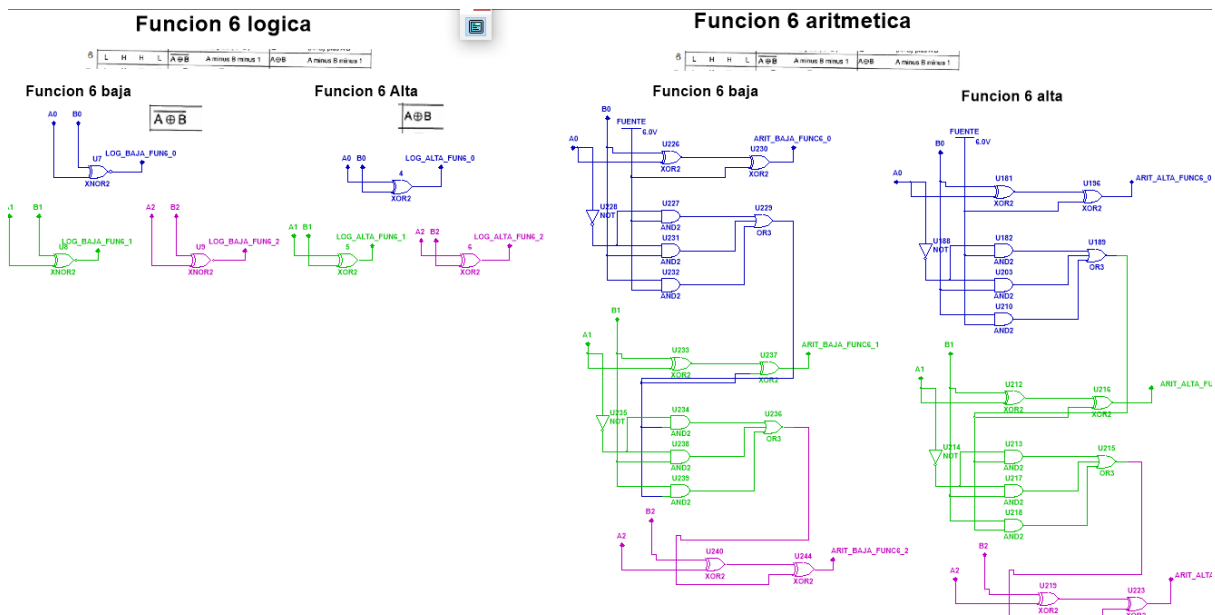 Funcion 6 logica
6 L H H L A⊕B A minus B minus 1 A⊕B A minus B minus 1
Funcion 6 baja
A⊕B
Funcion 6 Alta
A⊕B
A0 B0
U7
XNOR2
LOG_BAJA_FUN6_0
A0 B0
4
XOR2
LOG_ALTA_FUN6_0
B1
U8
XNOR2
LOG_BAJA_FUN6_1
A2 B2
U9
XNOR2
LOG_BAJA_FUN6_2
A1 B1
5
XOR2
LOG_ALTA_FUN6_1
A2 B2
6
XOR2
LOG_ALTA_FUN6_2
Funcion 6 aritmetica
6 L H H L A⊕B A minus B minus 1 A⊕B A minus B minus 1
Funcion 6 baja
B0
FUENTE
6.0V
A0
U226
XOR2
U230
XOR2
ARIT_BAJA_FUNC6_0
U228
NOT
U227
AND2
U229
OR3
U231
AND2
U232
AND2
B1
A1
U233
XOR2
U237
XOR2
ARIT_BAJA_FUNC6_1
U235
NOT
U234
AND2
U236
OR3
U238
AND2
U239
AND2
B2
A2
U240
XOR2
U244
XOR2
ARIT_BAJA_FUNC6_2
Funcion 6 alta
B0
FUENTE
6.0V
A0
U181
XOR2
U196
XOR2
ARIT_ALTA_FUNC6_0
U188
NOT
U182
AND2
U189
OR3
U203
AND2
U210
AND2
B1
A1
U212
XOR2
U216
XOR2
ARIT_ALTA_FU
U214
NOT
U213
AND2
U215
OR3
U217
AND2
U218
AND2
B2
A2
U219
XOR2
U223
XOR2
ARIT_ALTA